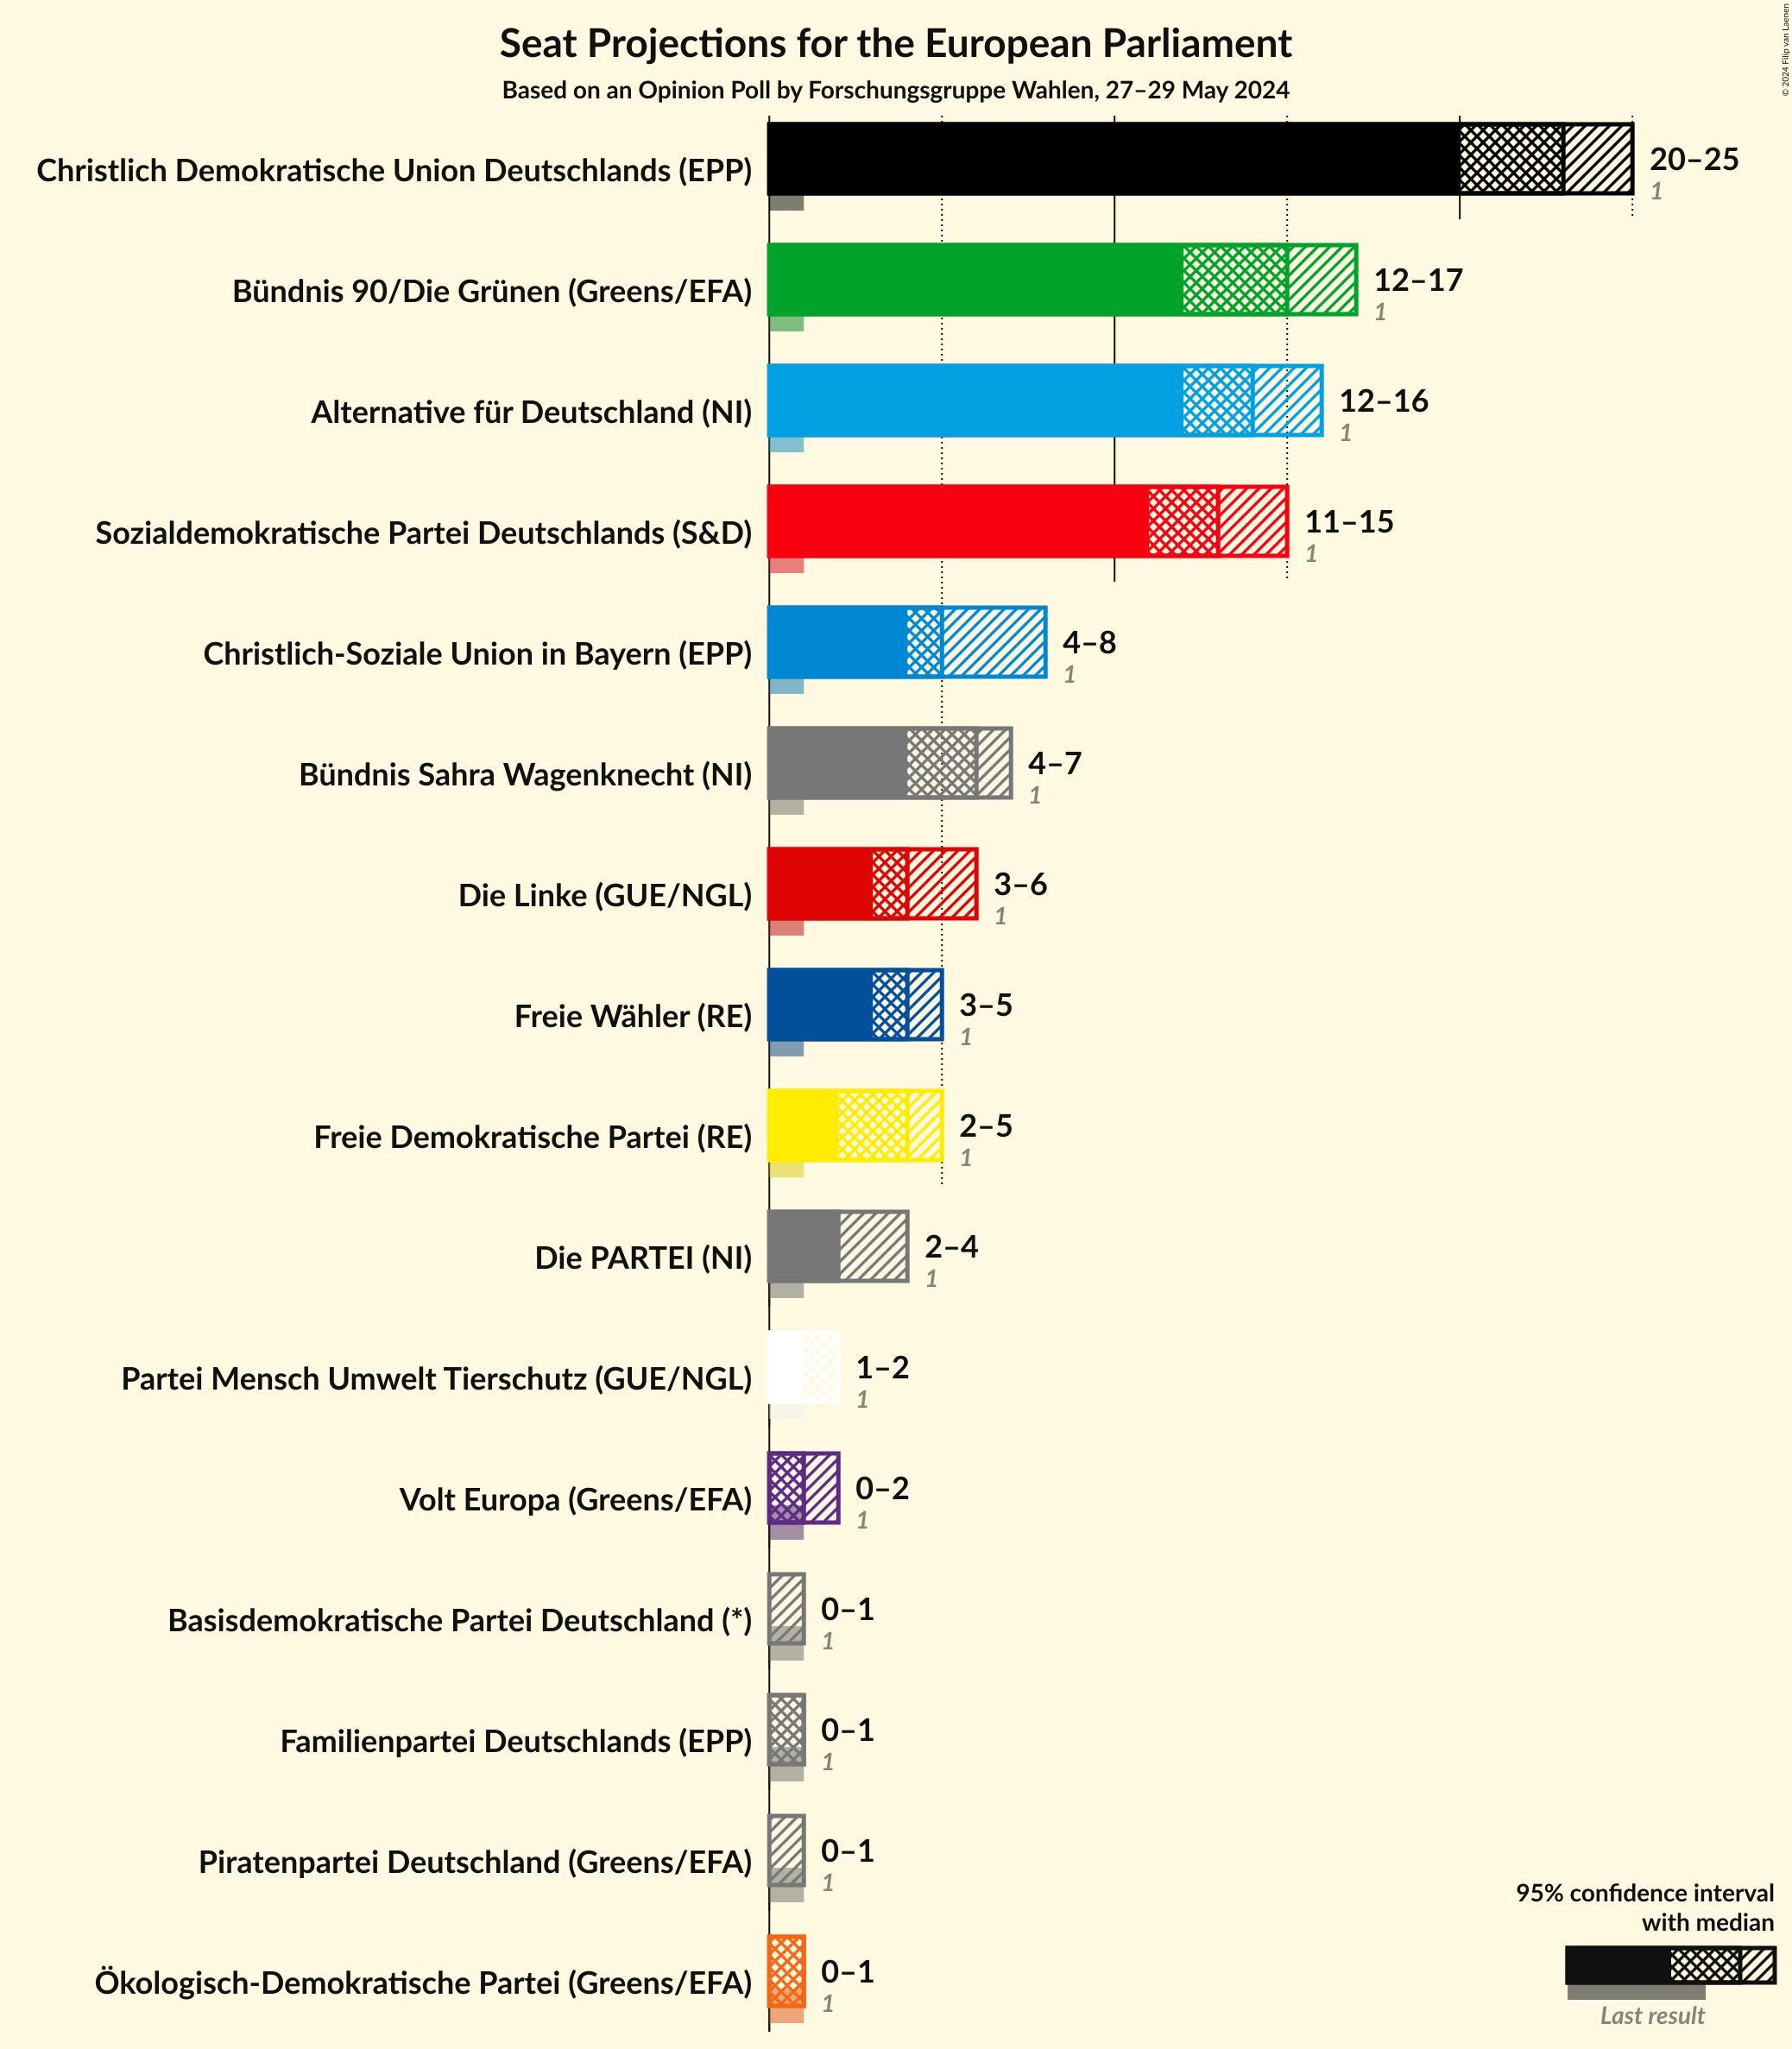 Seat Projections for the European Parliament
Based on an Opinion Poll by Forschungsgruppe Wahlen, 27–29 May 2024
© 2024 Filip van Laenen
Christlich Demokratische Union Deutschlands (EPP)
20–25
1
Bündnis 90/Die Grünen (Greens/EFA)
12–17
1
Alternative für Deutschland (NI)
12–16
1
Sozialdemokratische Partei Deutschlands (S&D)
11–15
1
Christlich-Soziale Union in Bayern (EPP)
4–8
1
Bündnis Sahra Wagenknecht (NI)
4–7
1
Die Linke (GUE/NGL)
3–6
1
Freie Wähler (RE)
3–5
1
Freie Demokratische Partei (RE)
2–5
1
Die PARTEI (NI)
2–4
1
Partei Mensch Umwelt Tierschutz (GUE/NGL)
1–2
1
Volt Europa (Greens/EFA)
0–2
1
Basisdemokratische Partei Deutschland (*)
0–1
1
Familienpartei Deutschlands (EPP)
0–1
1
Piratenpartei Deutschland (Greens/EFA)
0–1
1
Ökologisch-Demokratische Partei (Greens/EFA)
0–1
1
95% confidence interval
with median
Last result